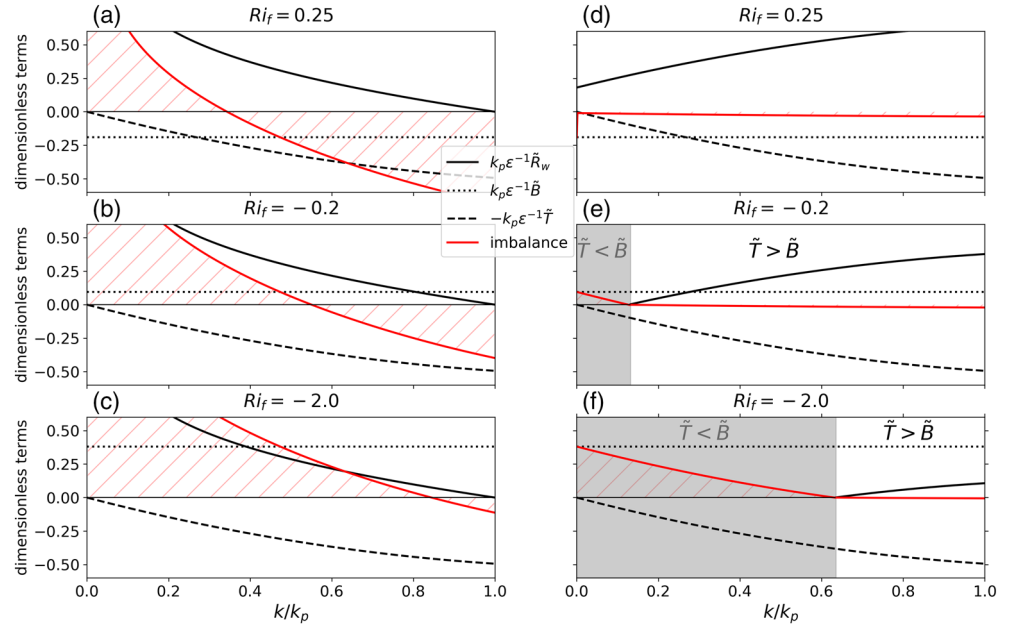 (a) Ri_f = 0.25
dimensionless terms
0.50
0.25
0.00
−0.25
−0.50
k_p ε^−1 R̃_w
k_p ε^−1 B̃
−k_p ε^−1 T̃
imbalance
(d) Ri_f = 0.25
(b) Ri_f = −0.2
dimensionless terms
0.50
0.25
0.00
−0.25
−0.50
(e) Ri_f = −0.2
T̃ < B̃ T̃ > B̃
(c) Ri_f = −2.0
dimensionless terms
0.50
0.25
0.00
−0.25
−0.50
0.0 0.2 0.4 0.6 0.8 1.0
k/k_p
(f) Ri_f = −2.0
T̃ < B̃ T̃ > B̃
0.0 0.2 0.4 0.6 0.8 1.0
k/k_p